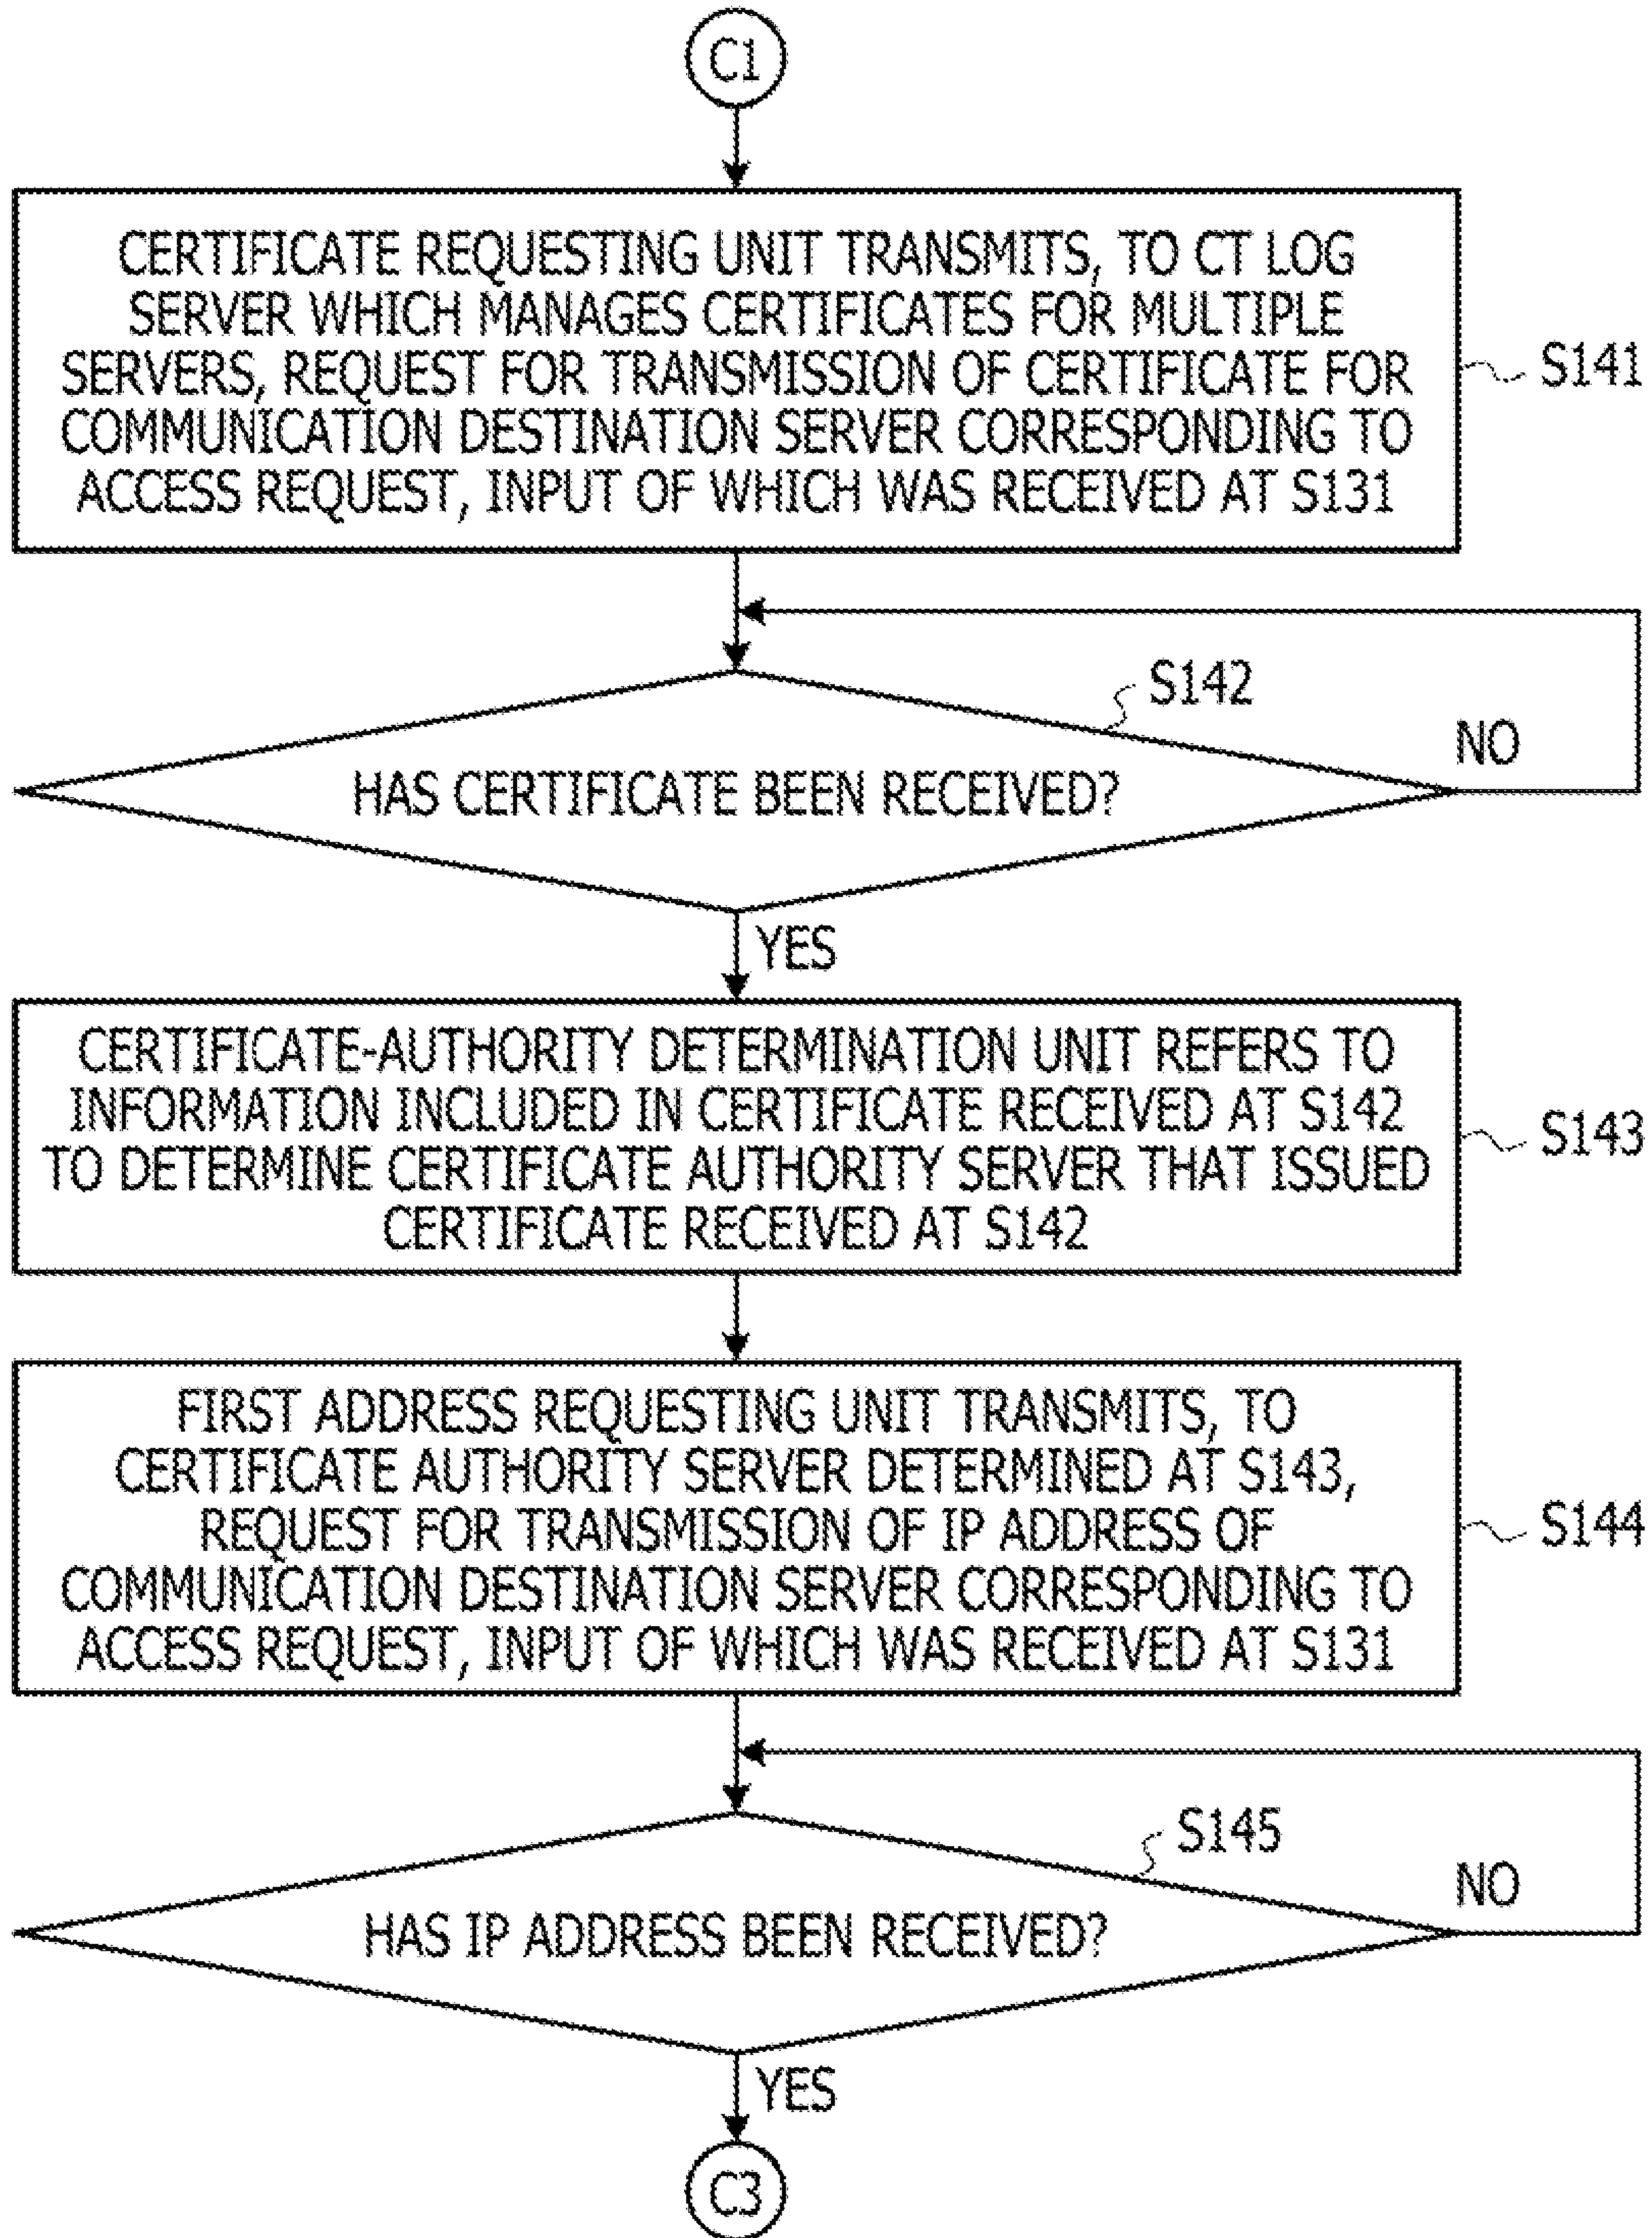 C1
CERTIFICATE REQUESTING UNIT TRANSMITS, TO CT LOG
SERVER WHICH MANAGES CERTIFICATES FOR MULTIPLE
SERVERS, REQUEST FOR TRANSMISSION OF CERTIFICATE FOR
COMMUNICATION DESTINATION SERVER CORRESPONDING TO
ACCESS REQUEST, INPUT OF WHICH WAS RECEIVED AT S131
S141
S142
NO
HAS CERTIFICATE BEEN RECEIVED?
YES
CERTIFICATE-AUTHORITY DETERMINATION UNIT REFERS TO
INFORMATION INCLUDED IN CERTIFICATE RECEIVED AT S142
TO DETERMINE CERTIFICATE AUTHORITY SERVER THAT ISSUED
CERTIFICATE RECEIVED AT S142
S143
FIRST ADDRESS REQUESTING UNIT TRANSMITS, TO
CERTIFICATE AUTHORITY SERVER DETERMINED AT S143,
REQUEST FOR TRANSMISSION OF IP ADDRESS OF
COMMUNICATION DESTINATION SERVER CORRESPONDING TO
ACCESS REQUEST, INPUT OF WHICH WAS RECEIVED AT S131
S144
S145
NO
HAS IP ADDRESS BEEN RECEIVED?
YES
C3